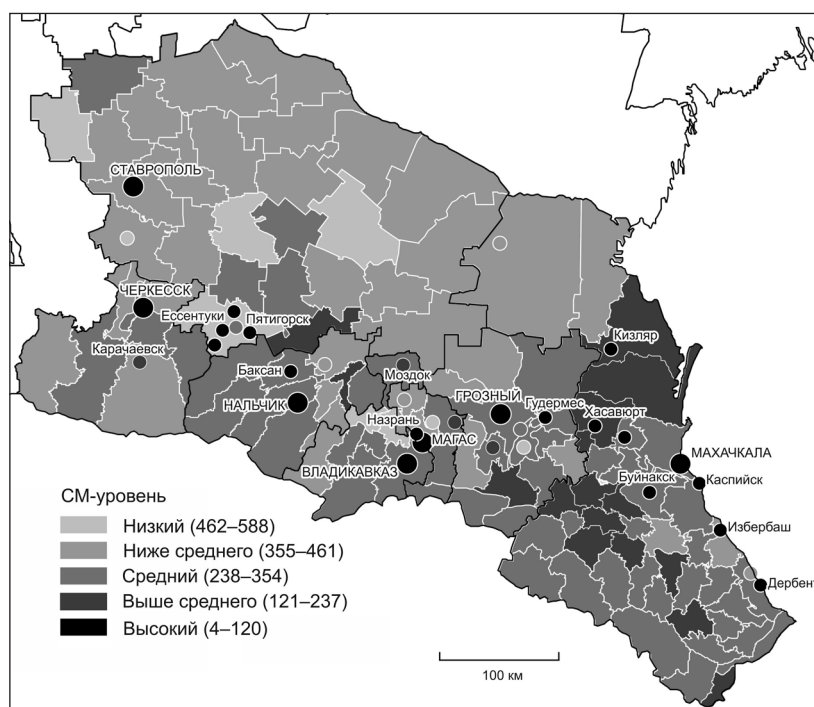 СТАВРОПОЛЬ
ЧЕРКЕССК
Ессентуки
Пятигорск
Кизляр
Карачаевск
Баксан
Моздок
НАЛЬЧИК
ГРОЗНЫЙ
Гудермес
Хасавюрт
Назрань
МАГАС
ВЛАДИКАВКАЗ
МАХАЧКАЛА
Буйнакск
Каспийск
Избербаш
Дербент
СМ-уровень
Низкий (462–588)
Ниже среднего (355–461)
Средний (238–354)
Выше среднего (121–237)
Высокий (4–120)
100 км